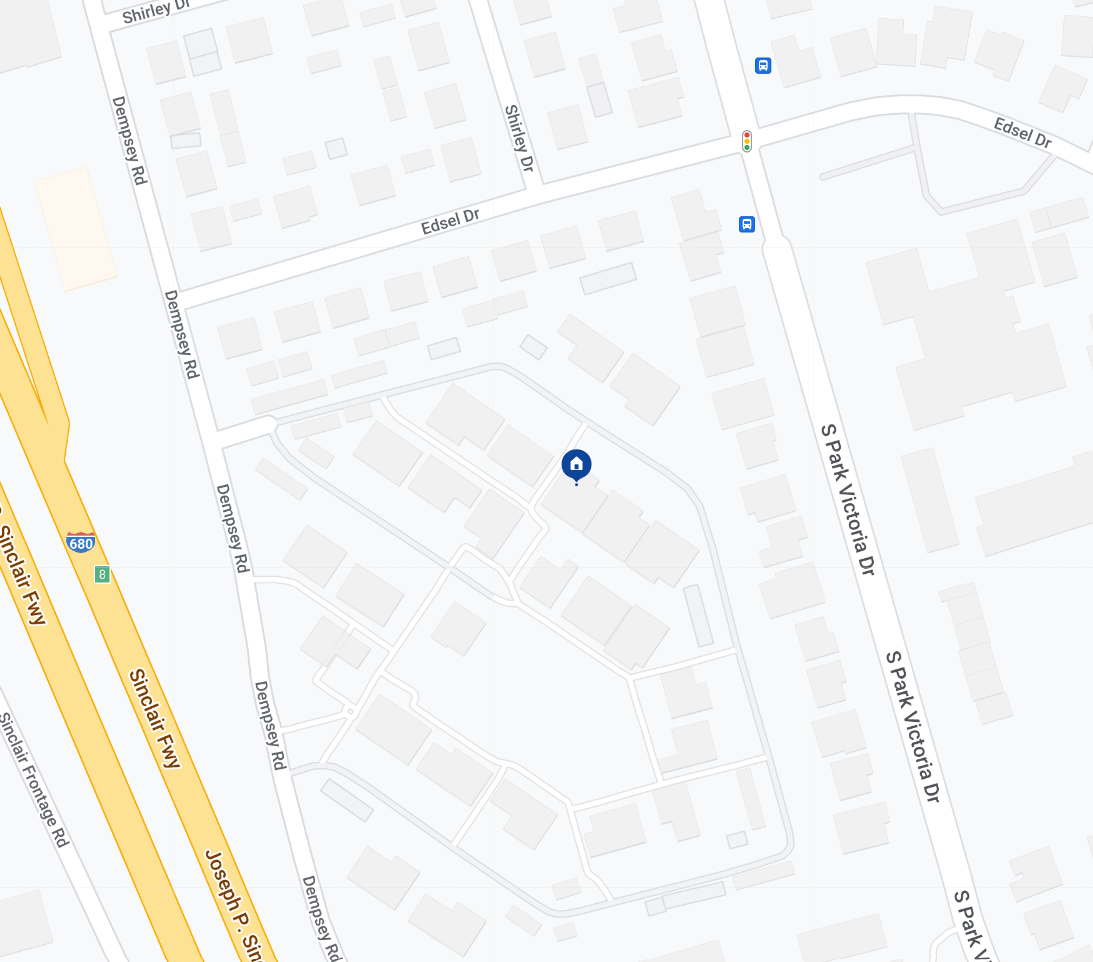 Shirley Dr
Dempsey Rd
Shirley Dr
Edsel Dr
Edsel Dr
Dempsey Rd
S Park Victoria Dr
Dempsey Rd
680
8
Sinclair Fwy
Sinclair Fwy
S Park Victoria Dr
Dempsey Rd
Sinclair Frontage Rd
Joseph P. Sin
Dempsey Rd
S Park Vi